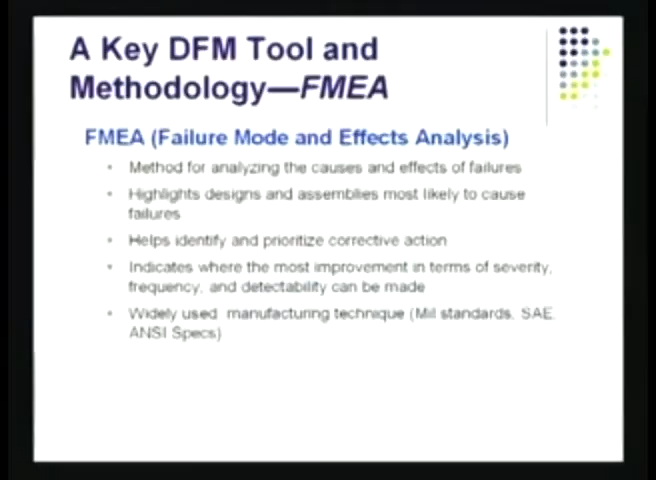 A Key DFM Tool and
Methodology—FMEA
FMEA (Failure Mode and Effects Analysis)
• Method for analyzing the causes and effects of failures
• Highlights designs and assemblies most likely to cause
failures
• Helps identify and prioritize corrective action
• Indicates where the most improvement in terms of severity,
frequency, and detectability can be made
• Widely used manufacturing technique (Mil standards, SAE,
ANSI Specs)